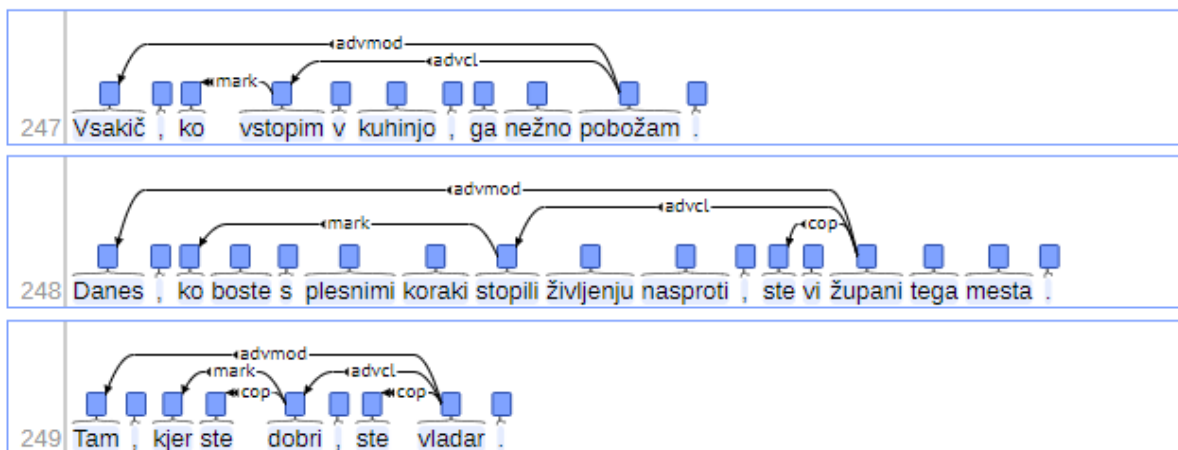 advmod
advcl
mark
247 Vsakič , ko vstopim v kuhinjo , ga nežno pobožam .
advmod
advcl
mark cop
248 Danes , ko boste s plesnimi koraki stopili življenju nasproti , ste vi župani tega mesta .
advmod
mark advcl
cop cop
249 Tam , kjer ste dobri , ste vladar .